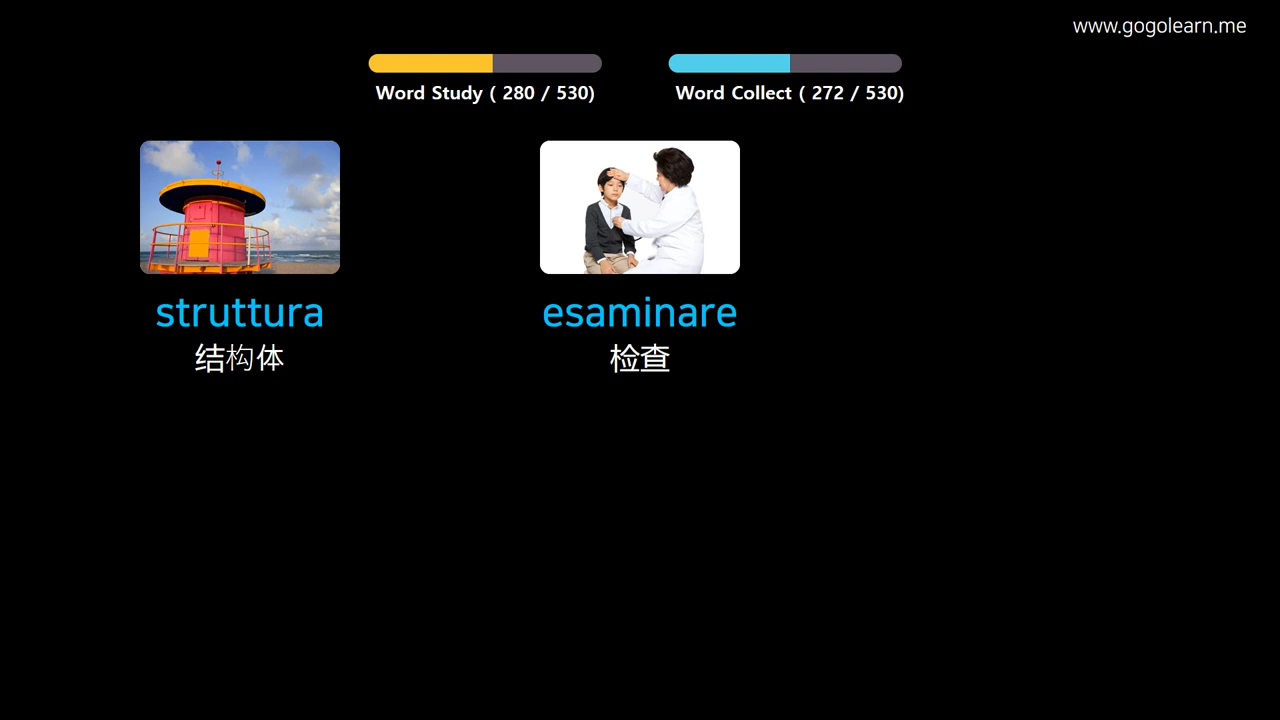 www.gogolearn.me
Word Study ( 280 / 530)
Word Collect ( 272 / 530)
struttura
结构体
esaminare
检查